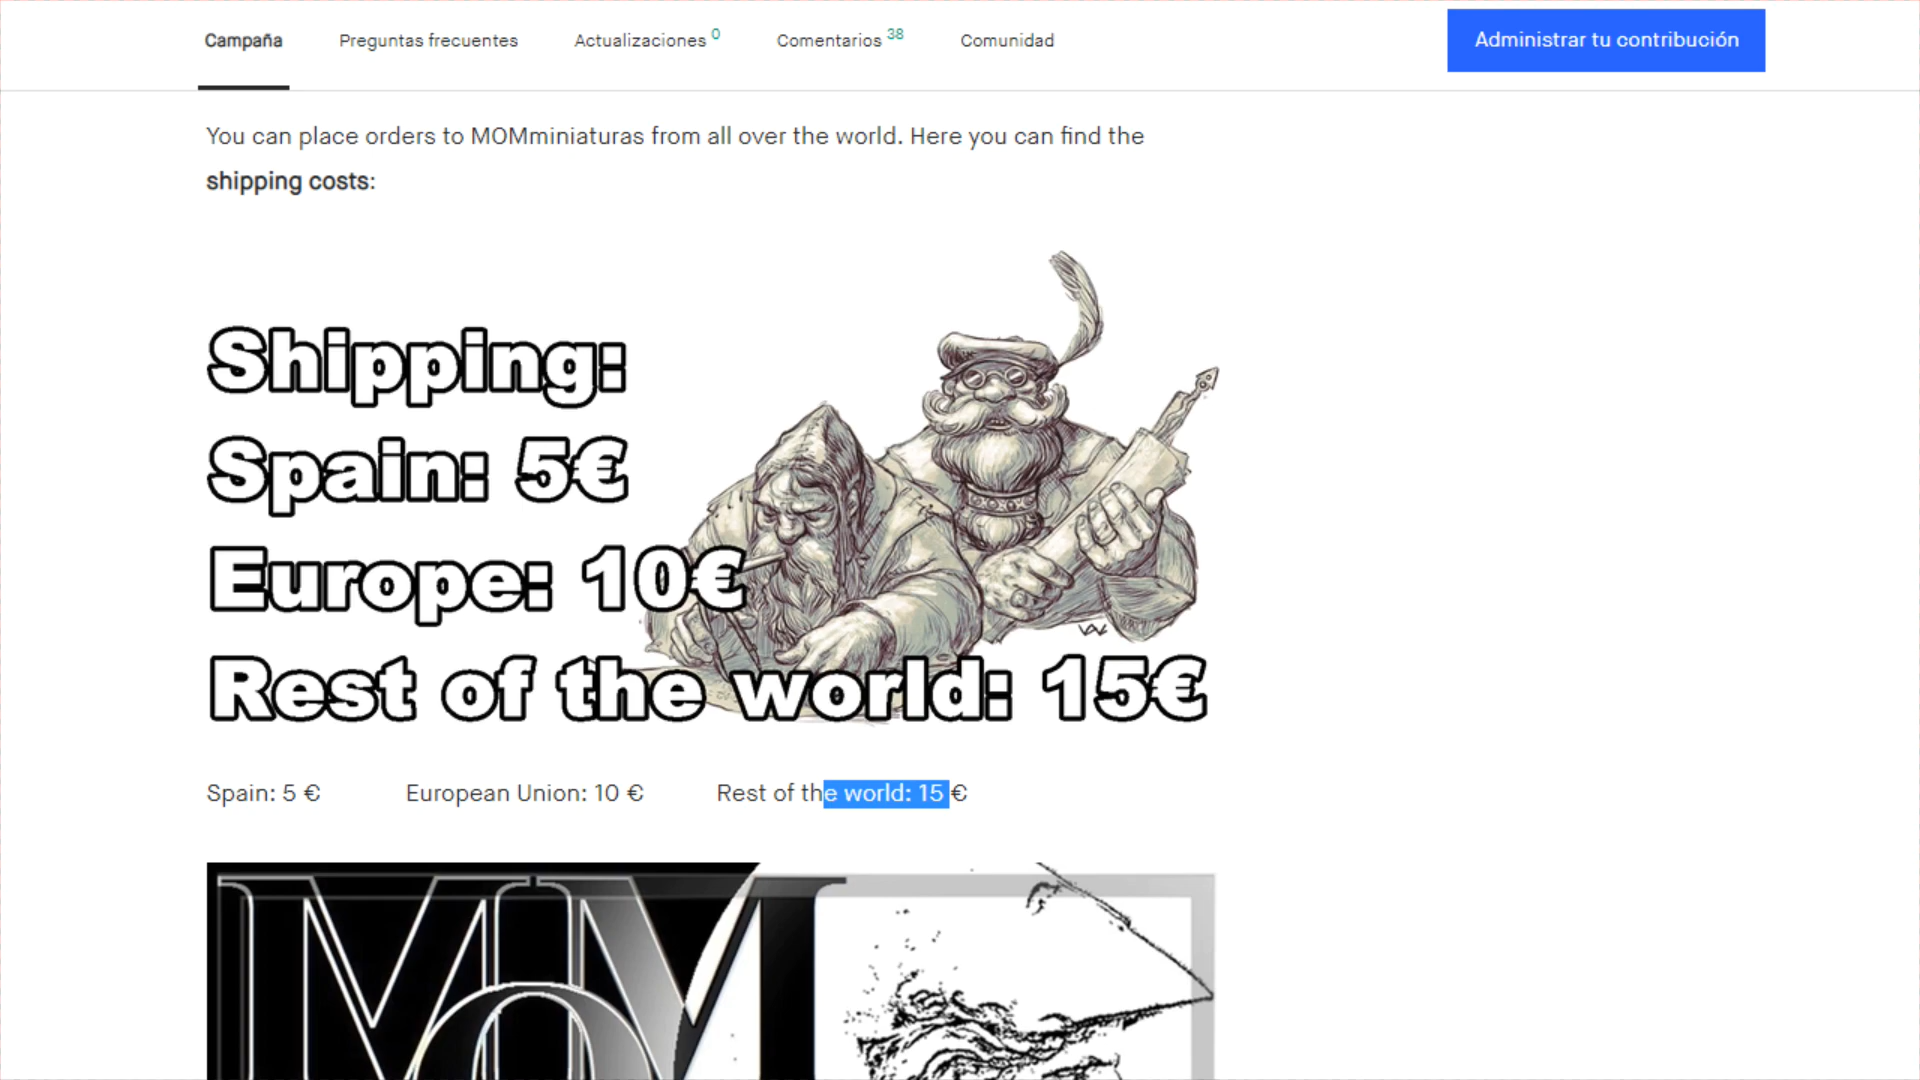 Campaña
Preguntas frecuentes
Actualizaciones 0
Comentarios 38
Comunidad
Administrar tu contribución
You can place orders to MOMminiaturas from all over the world. Here you can find the
shipping costs:
Shipping:
Spain: 5€
Europe: 10€
Rest of the world: 15€
Spain: 5 €
European Union: 10 €
Rest of the world: 15 €
MOM